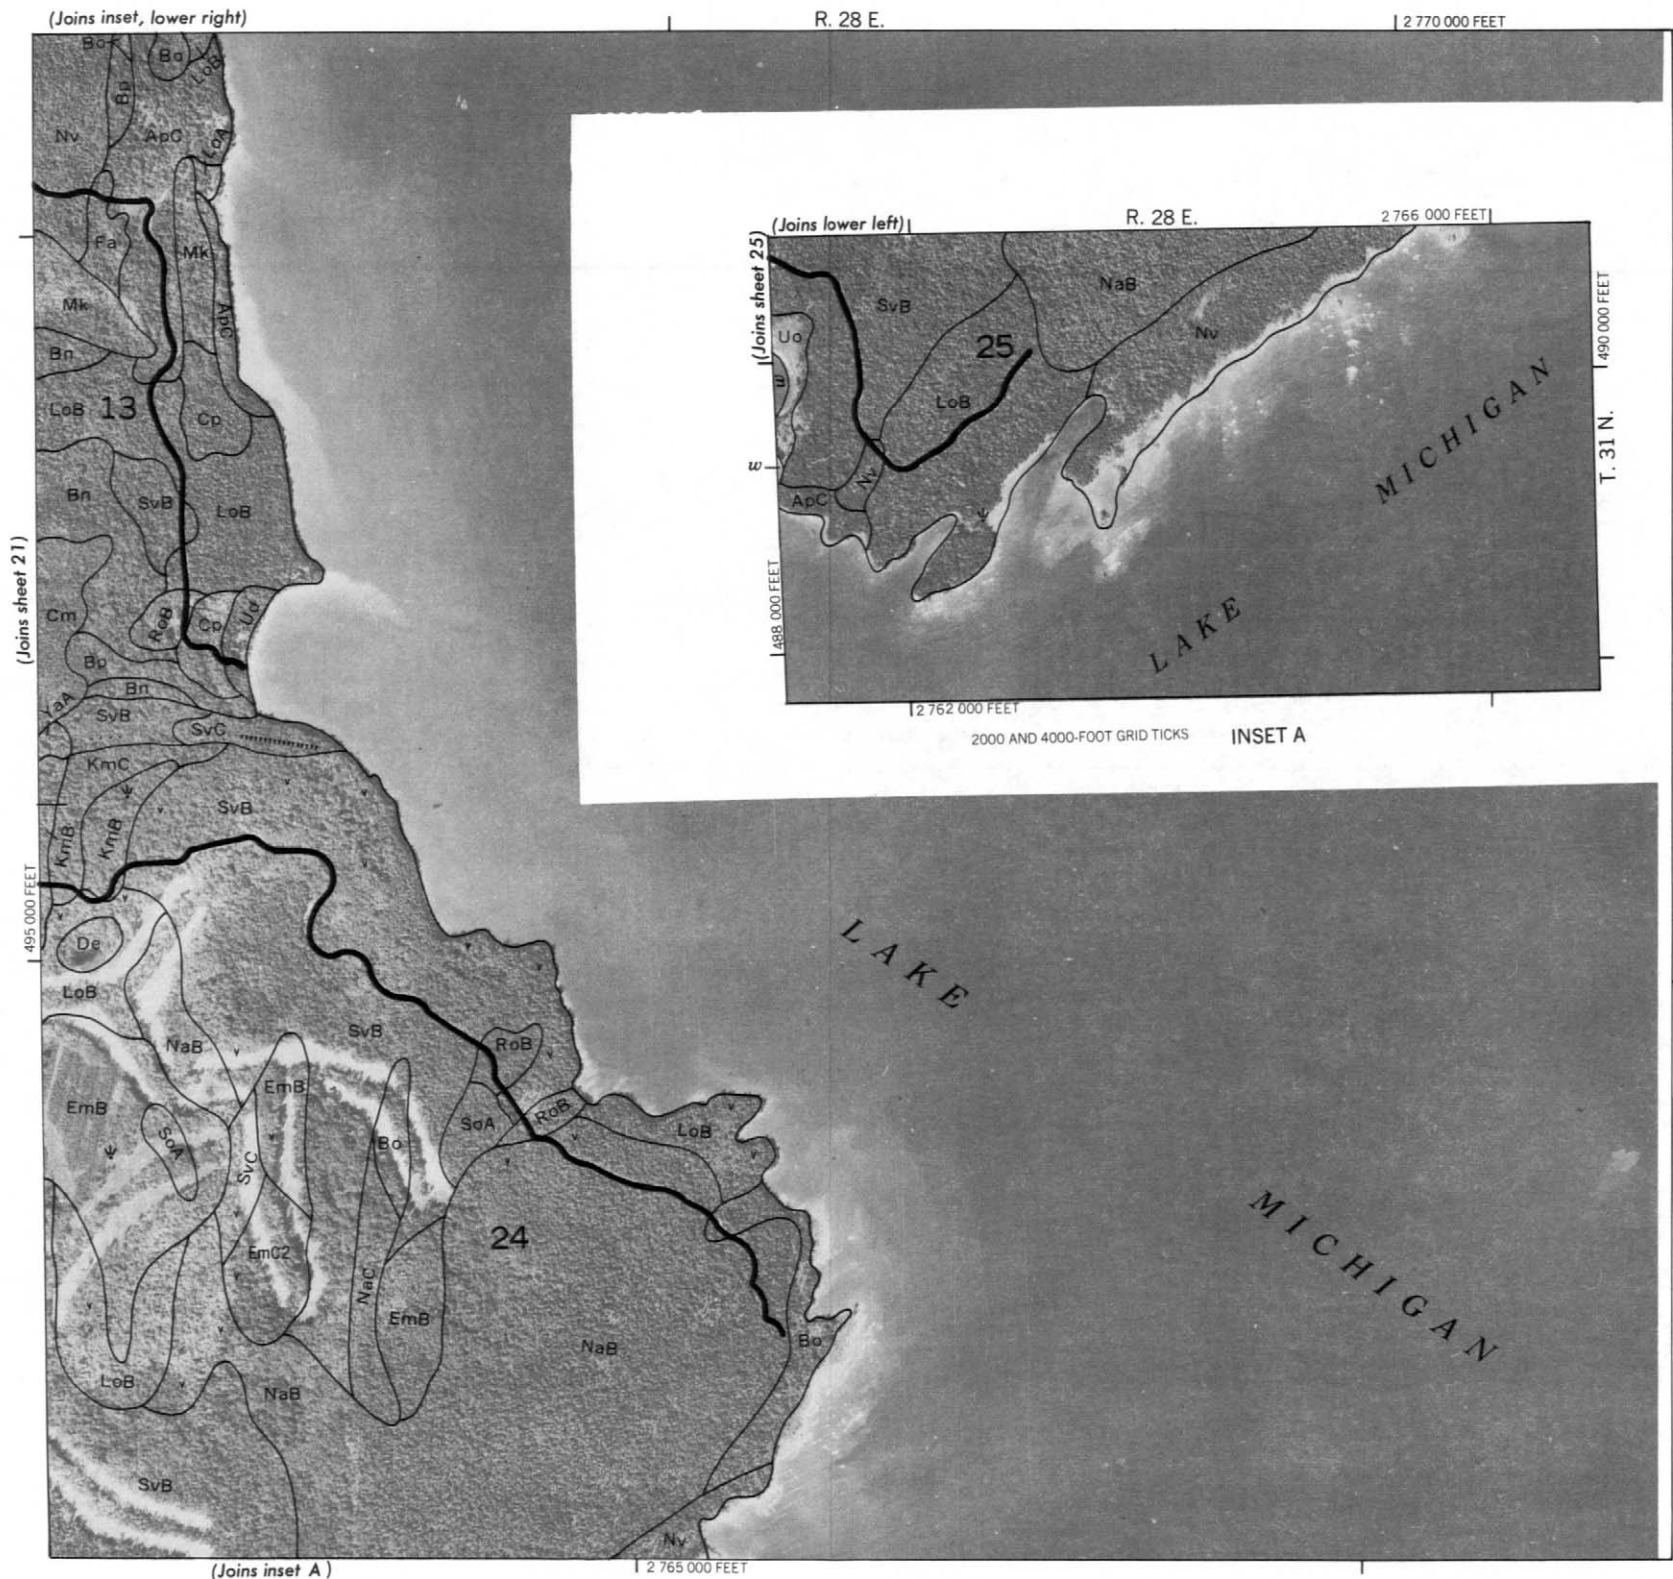 (Joins inset, lower right)
R. 28 E.
2 770 000 FEET
Bo
Bo
LoB
Bp
Nv
ApC
LoA
Fa
Mk
Mk
ApC
Bn
LoB
13
Cp
Bn
SvB
LoB
(Joins sheet 21)
Cm
RoB
Cp
Ud
Bp
Bn
YaA
SvB
SvC
KmC
SvB
KmB
KmB
495 000 FEET
De
LoB
NaB
SvB
RoB
EmB
EmB
SoA
SvC
Bo
SoA
RoB
LoB
24
EmC2
NaC
EmB
NaB
Bo
LoB
NaB
SvB
Nv
(Joins inset A)
2 765 000 FEET
LAKE
MICHIGAN
(Joins lower left)
R. 28 E.
2 766 000 FEET
(Joins sheet 25)
SvB
NaB
Uo
25
Nv
w
LoB
w
Nv
ApC
490 000 FEET
T. 31 N.
488 000 FEET
LAKE
MICHIGAN
2 762 000 FEET
2000 AND 4000-FOOT GRID TICKS
INSET A